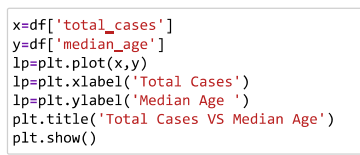 x=df['total_cases']
y=df['median_age']
lp=plt.plot(x,y)
lp=plt.xlabel('Total Cases')
lp=plt.ylabel('Median Age ')
plt.title('Total Cases VS Median Age')
plt.show()